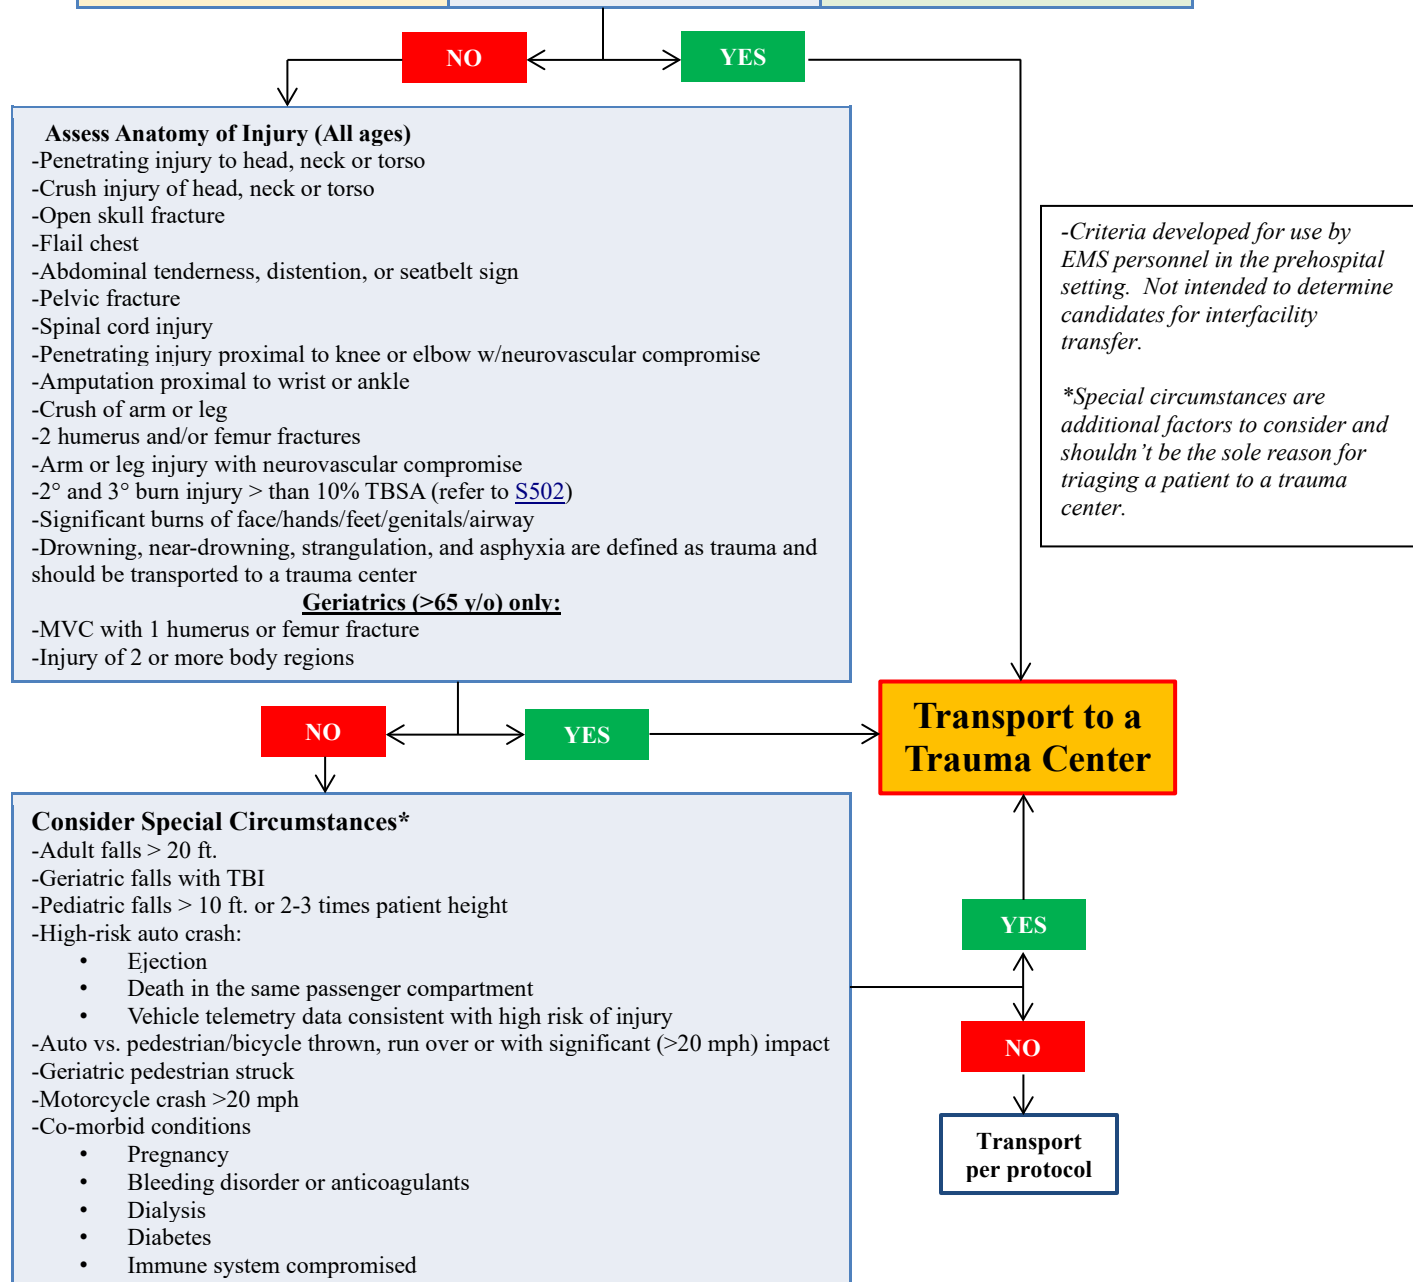 NO
YES
Assess Anatomy of Injury (All ages)
-Penetrating injury to head, neck or torso
-Crush injury of head, neck or torso
-Open skull fracture
-Flail chest
-Abdominal tenderness, distention, or seatbelt sign
-Pelvic fracture
-Spinal cord injury
-Penetrating injury proximal to knee or elbow w/neurovascular compromise
-Amputation proximal to wrist or ankle
-Crush of arm or leg
-2 humerus and/or femur fractures
-Arm or leg injury with neurovascular compromise
-2° and 3° burn injury > than 10% TBSA (refer to S502)
-Significant burns of face/hands/feet/genitals/airway
-Drowning, near-drowning, strangulation, and asphyxia are defined as trauma and
should be transported to a trauma center
Geriatrics (>65 y/o) only:
-MVC with 1 humerus or femur fracture
-Injury of 2 or more body regions
-Criteria developed for use by
EMS personnel in the prehospital
setting.  Not intended to determine
candidates for interfacility
transfer.
*Special circumstances are
additional factors to consider and
shouldn’t be the sole reason for
triaging a patient to a trauma
center.
NO
YES
Transport to a
Trauma Center
Consider Special Circumstances*
-Adult falls > 20 ft.
-Geriatric falls with TBI
-Pediatric falls > 10 ft. or 2-3 times patient height
-High-risk auto crash:
• Ejection
• Death in the same passenger compartment
• Vehicle telemetry data consistent with high risk of injury
-Auto vs. pedestrian/bicycle thrown, run over or with significant (>20 mph) impact
-Geriatric pedestrian struck
-Motorcycle crash >20 mph
-Co-morbid conditions
• Pregnancy
• Bleeding disorder or anticoagulants
• Dialysis
• Diabetes
• Immune system compromised
YES
NO
Transport
per protocol